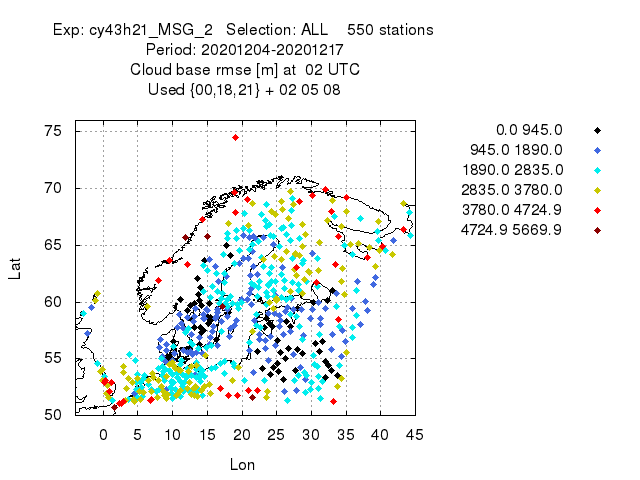 Exp: cy43h21_MSG_2   Selection: ALL    550 stations
Period: 20201204-20201217
Cloud base rmse [m] at  02 UTC
Used {00,18,21} + 02 05 08
0.0 945.0
945.0 1890.0
1890.0 2835.0
2835.0 3780.0
3780.0 4724.9
4724.9 5669.9
75
70
65
60
55
50
Lat
0 5 10 15 20 25 30 35 40 45
Lon